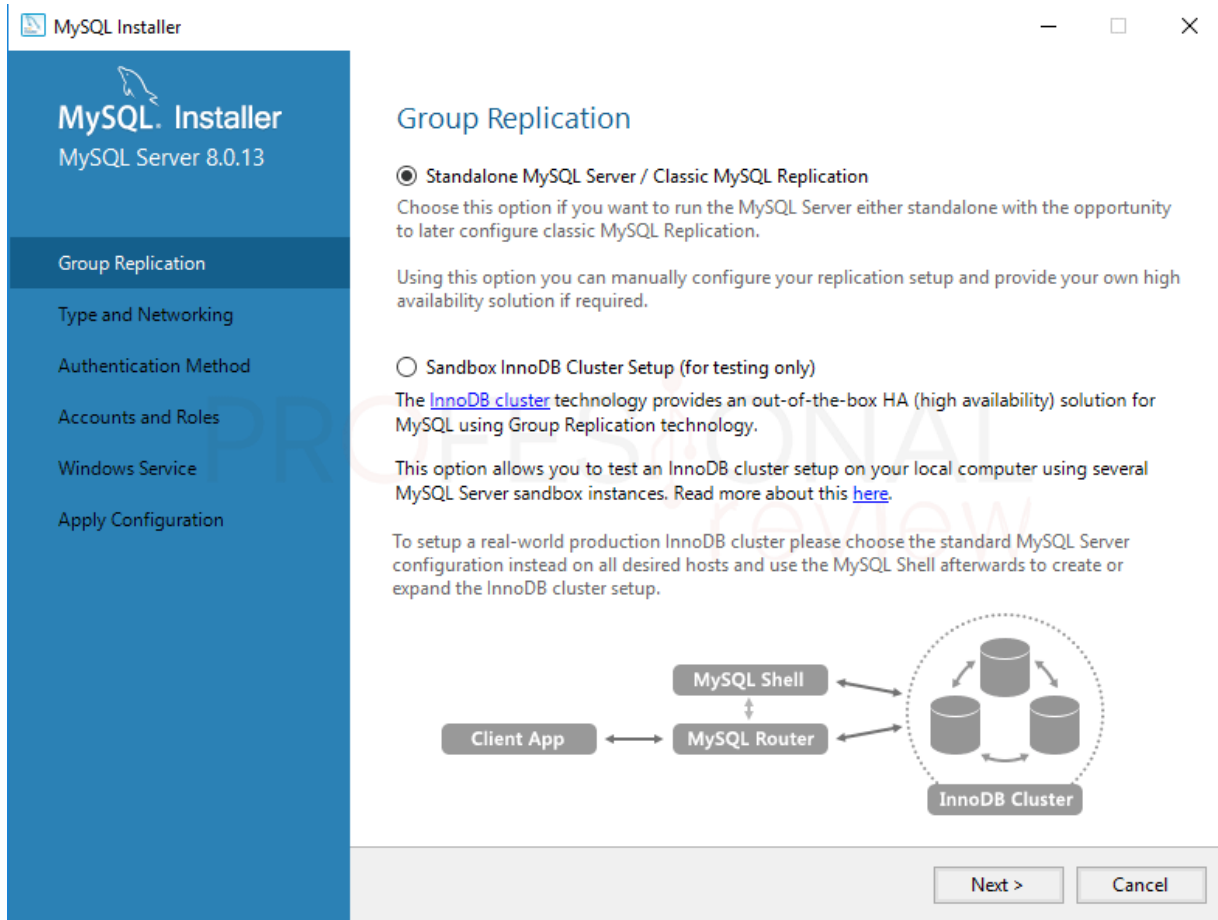 MySQL Installer
MySQL. Installer
MySQL Server 8.0.13
Group Replication
Type and Networking
Authentication Method
Accounts and Roles
Windows Service
Apply Configuration
Group Replication
Standalone MySQL Server / Classic MySQL Replication
Choose this option if you want to run the MySQL Server either standalone with the opportunity
to later configure classic MySQL Replication.
Using this option you can manually configure your replication setup and provide your own high
availability solution if required.
Sandbox InnoDB Cluster Setup (for testing only)
The InnoDB cluster technology provides an out-of-the-box HA (high availability) solution for
MySQL using Group Replication technology.
This option allows you to test an InnoDB cluster setup on your local computer using several
MySQL Server sandbox instances. Read more about this here.
To setup a real-world production InnoDB cluster please choose the standard MySQL Server
configuration instead on all desired hosts and use the MySQL Shell afterwards to create or
expand the InnoDB cluster setup.
MySQL Shell
Client App
MySQL Router
InnoDB Cluster
Next >
Cancel
PROFESIONAL
review